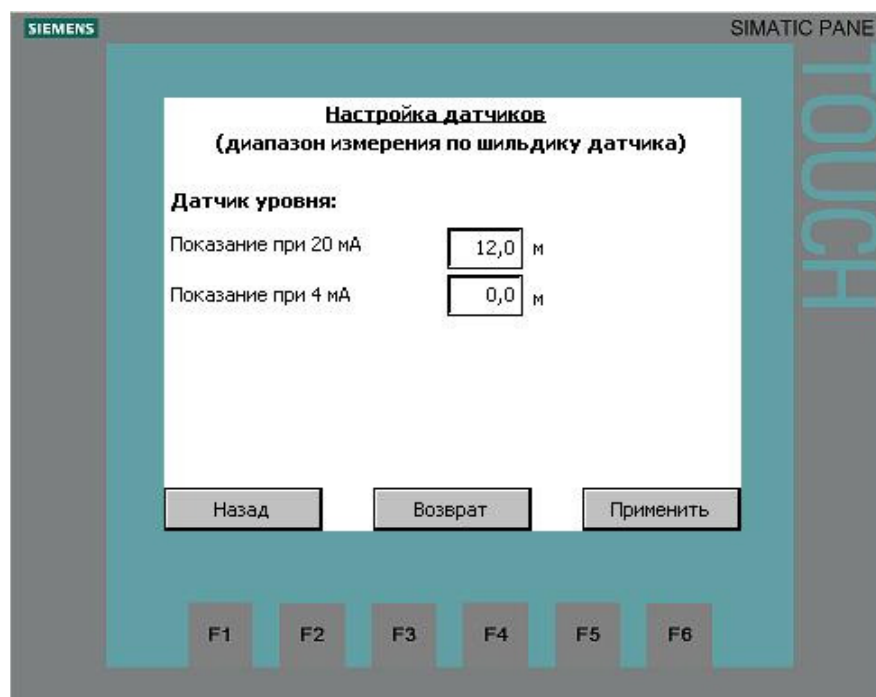 SIEMENS
SIMATIC PANE
TOUCH
Настройка датчиков
(диапазон измерения по шильдику датчика)
Датчик уровня:
Показание при 20 мА 12,0 м
Показание при 4 мА 0,0 м
Назад Возврат Применить
F1 F2 F3 F4 F5 F6